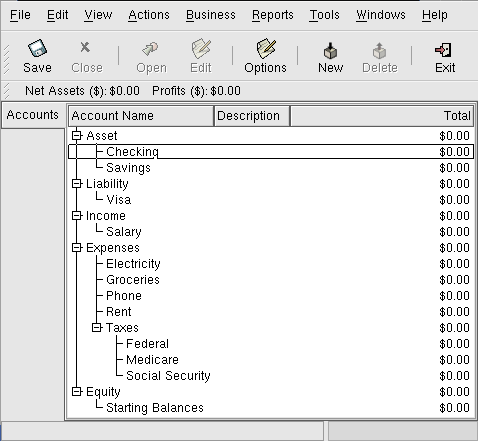 File Edit View Actions Business Reports Tools Windows Help
Save Close Open Edit Options New Delete Exit
Net Assets ($): $0.00 Profits ($): $0.00
Accounts Account Name Description Total
Asset $0.00
Checking $0.00
Savings $0.00
Liability $0.00
Visa $0.00
Income $0.00
Salary $0.00
Expenses $0.00
Electricity $0.00
Groceries $0.00
Phone $0.00
Rent $0.00
Taxes $0.00
Federal $0.00
Medicare $0.00
Social Security $0.00
Equity $0.00
Starting Balances $0.00